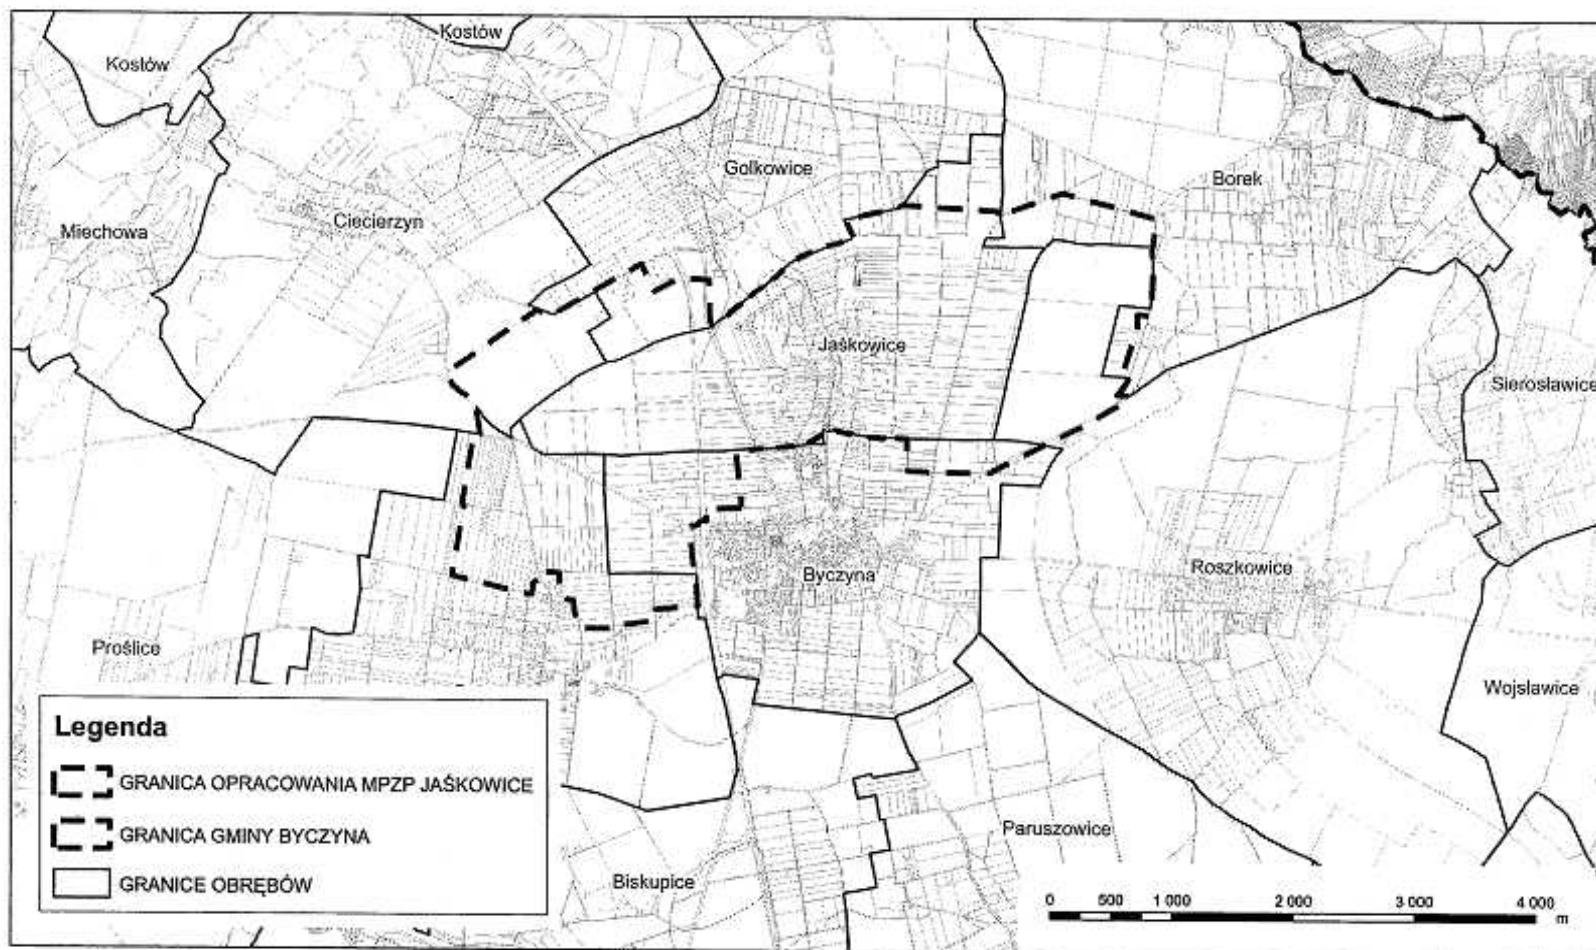 Kostów
Kostów
Golkowice
Borek
Ciecierzyn
Miechowa
Jaśkowice
Sierosławice
Byczyna
Roszkowice
Proślice
Wojsławice
Legenda
GRANICA OPRACOWANIA MPZP JAŚKOWICE
GRANICA GMINY BYCZYNA
GRANICE OBRĘBÓW
Paruszowice
Biskupice
0 500 1 000 2 000 3 000 4 000
m